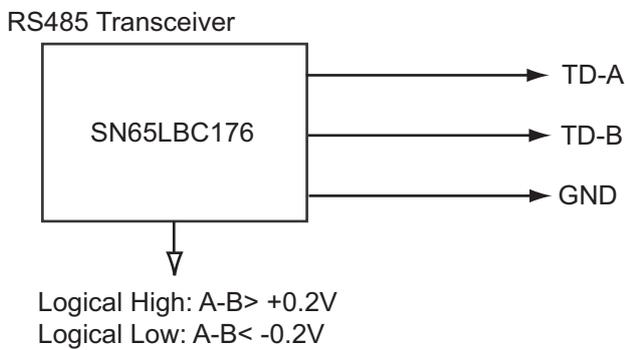 RS485 Transceiver
SN65LBC176
TD-A
TD-B
GND
Logical High: A-B> +0.2V
Logical Low: A-B< -0.2V